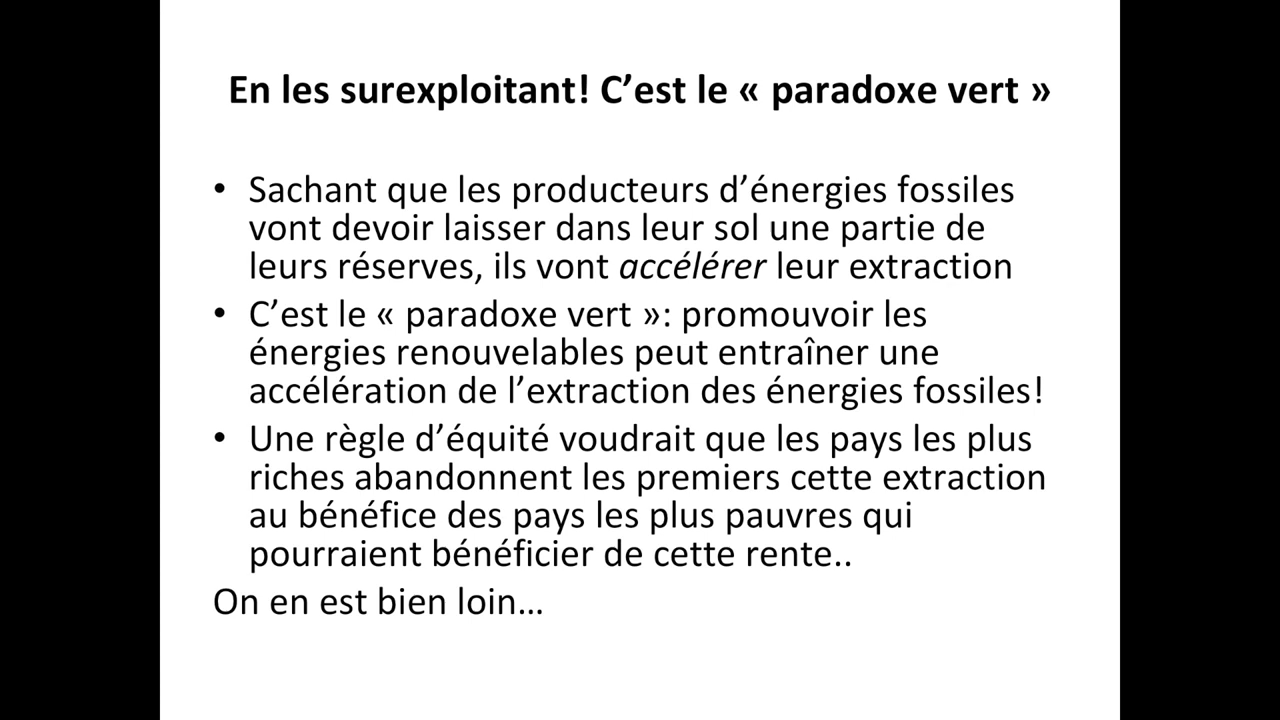 En les surexploitant! C’est le « paradoxe vert »
• Sachant que les producteurs d’énergies fossiles
vont devoir laisser dans leur sol une partie de
leurs réserves, ils vont accélérer leur extraction
• C’est le « paradoxe vert »: promouvoir les
énergies renouvelables peut entraîner une
accélération de l’extraction des énergies fossiles!
• Une règle d’équité voudrait que les pays les plus
riches abandonnent les premiers cette extraction
au bénéfice des pays les plus pauvres qui
pourraient bénéficier de cette rente..
On en est bien loin…